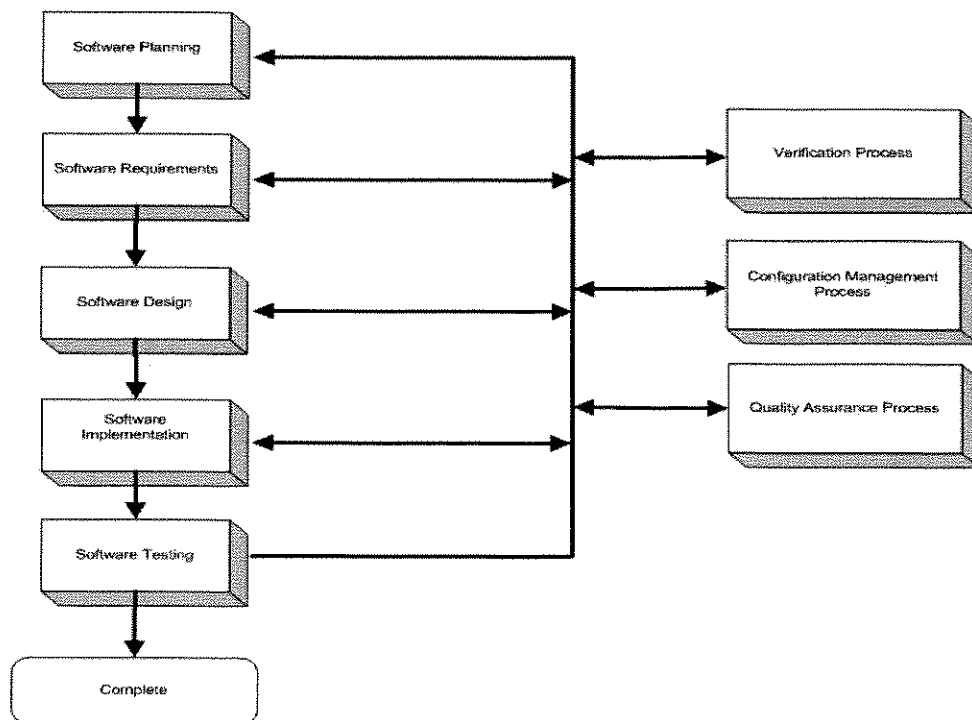 Software Planning
Software Requirements
Software Design
Software
Implementation
Software Testing
Complete
Verification Process
Configuration Management
Process
Quality Assurance Process